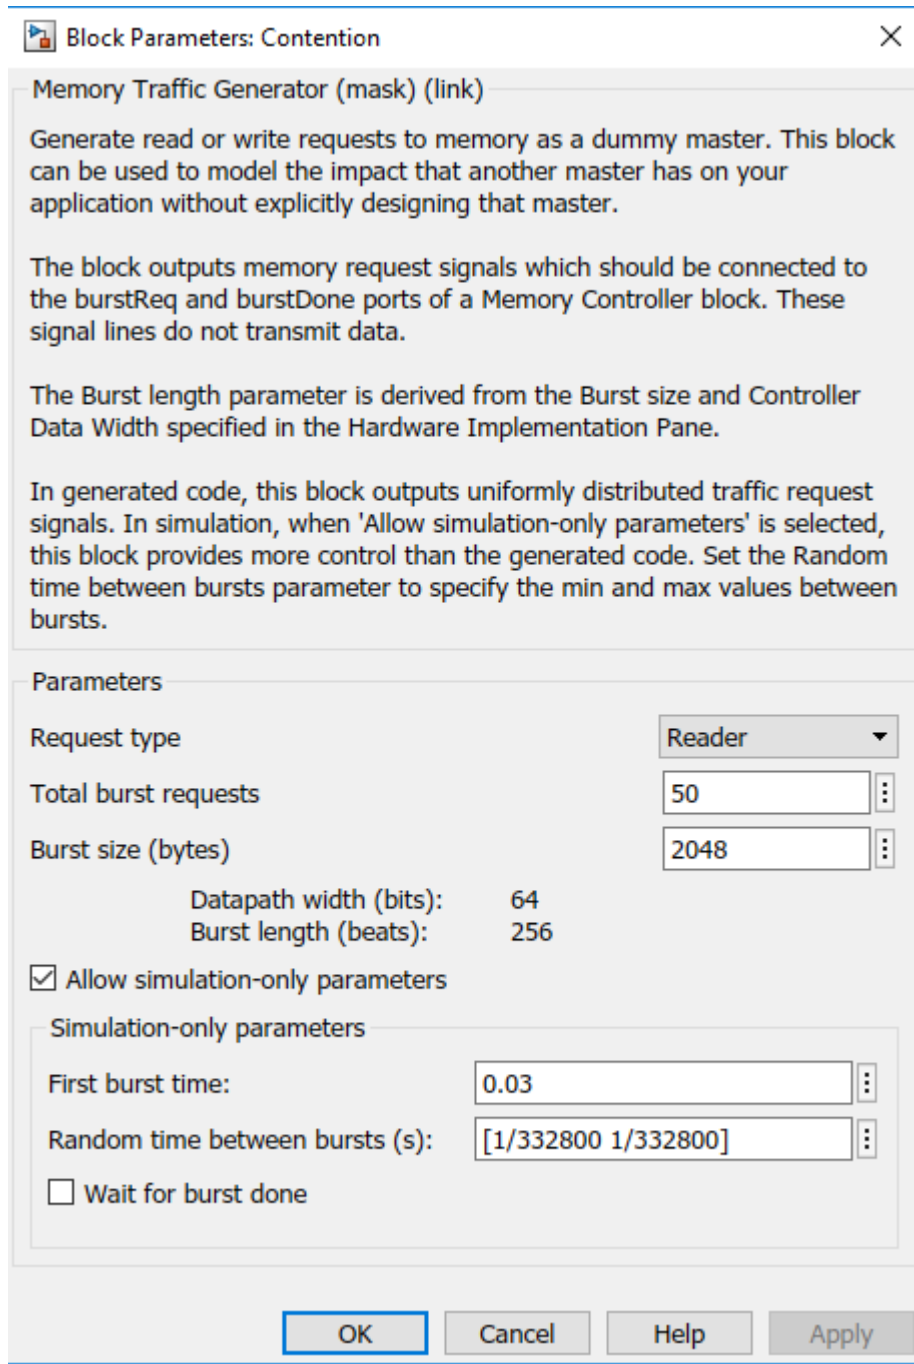 Block Parameters: Contention
Memory Traffic Generator (mask) (link)
Generate read or write requests to memory as a dummy master. This block
can be used to model the impact that another master has on your
application without explicitly designing that master.
The block outputs memory request signals which should be connected to
the burstReq and burstDone ports of a Memory Controller block. These
signal lines do not transmit data.
The Burst length parameter is derived from the Burst size and Controller
Data Width specified in the Hardware Implementation Pane.
In generated code, this block outputs uniformly distributed traffic request
signals. In simulation, when 'Allow simulation-only parameters' is selected,
this block provides more control than the generated code. Set the Random
time between bursts parameter to specify the min and max values between
bursts.
Parameters
Request type Reader
Total burst requests 50
Burst size (bytes) 2048
Datapath width (bits): 64
Burst length (beats): 256
Allow simulation-only parameters
Simulation-only parameters
First burst time: 0.03
Random time between bursts (s): [1/332800 1/332800]
Wait for burst done
OK Cancel Help Apply